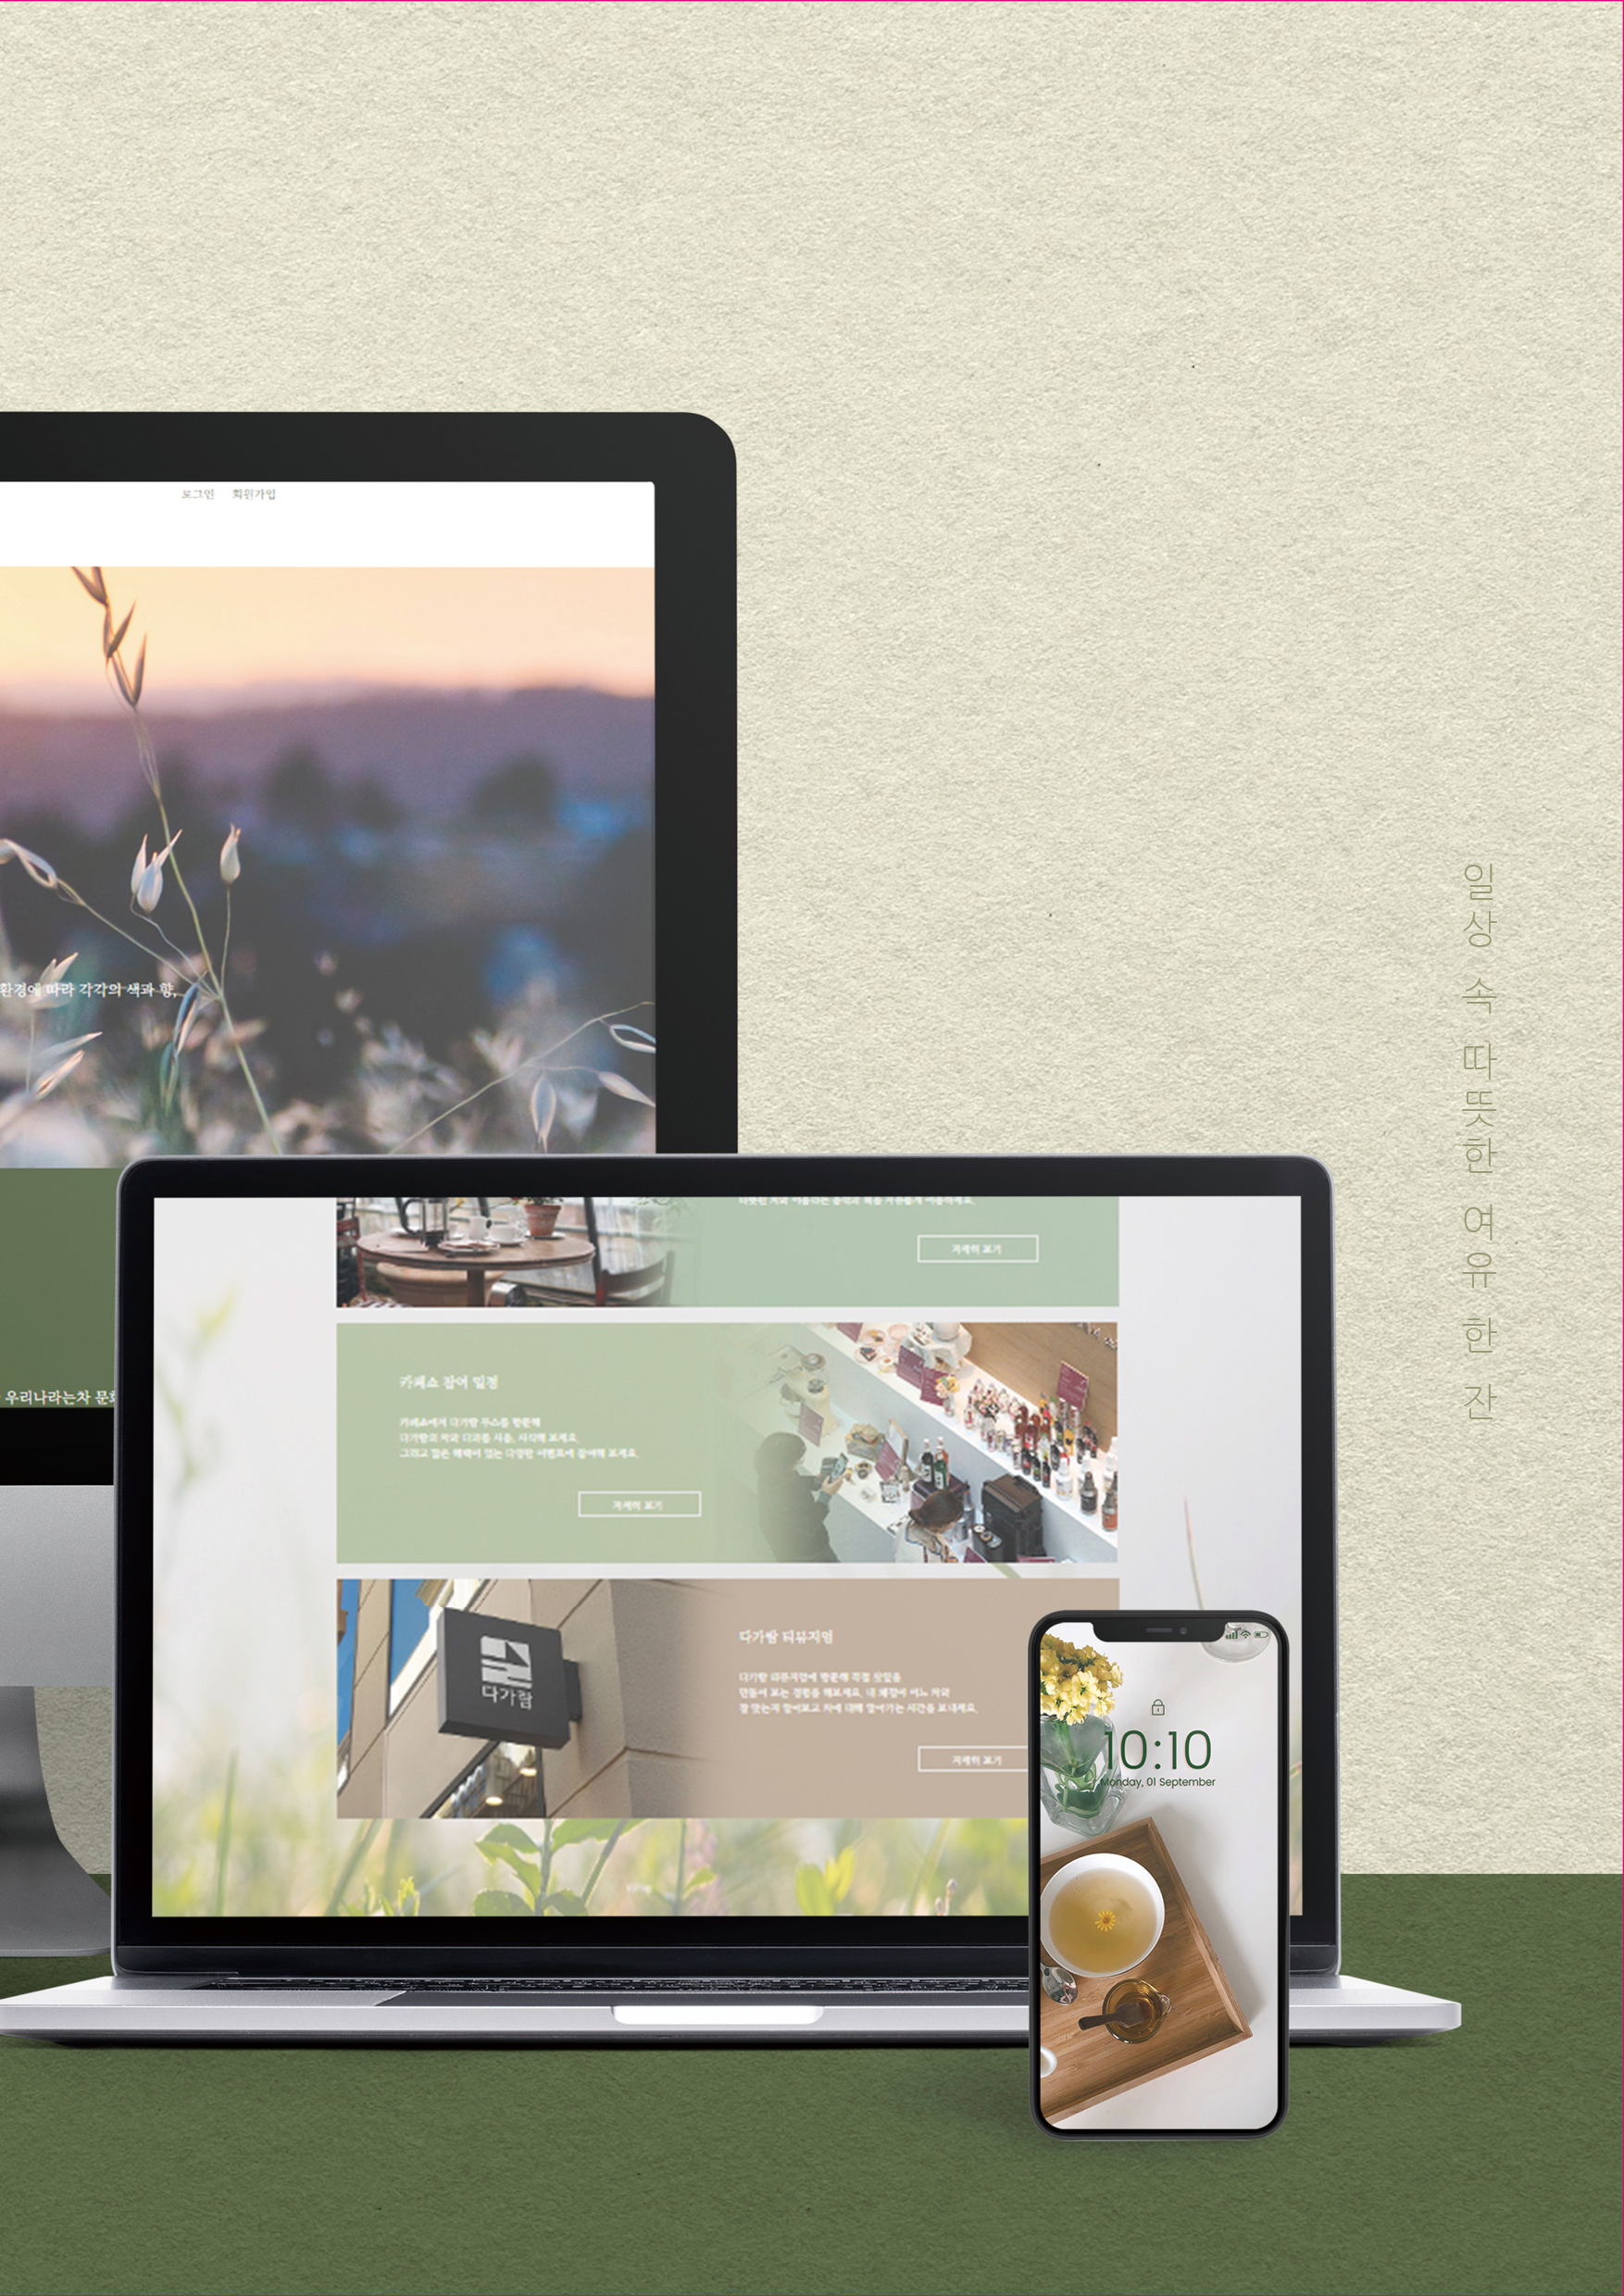 로그인 회원가입
환경에 따라 각각의 색과 향,
우리나라는차 문화
일상 속 따뜻한 여유 한 잔
자세히 보기
카페쇼 참여 일정
카페쇼에서 다가람 부스를 방문해
다가람의 차와 다과를 시음, 시식해 보세요.
그리고 많은 혜택이 있는 다양한 이벤트에 참여해 보세요.
자세히 보기
다가람
다가람 티뮤지엄
다가람 티뮤지엄에 방문해 직접 찻잎을
만들어 보는 경험을 해보세요. 내 체질이 어느 차와
잘 맞는지 알아보고 차에 대해 알아가는 시간을 보내세요.
자세히 보기
10:10
Monday, 01 September